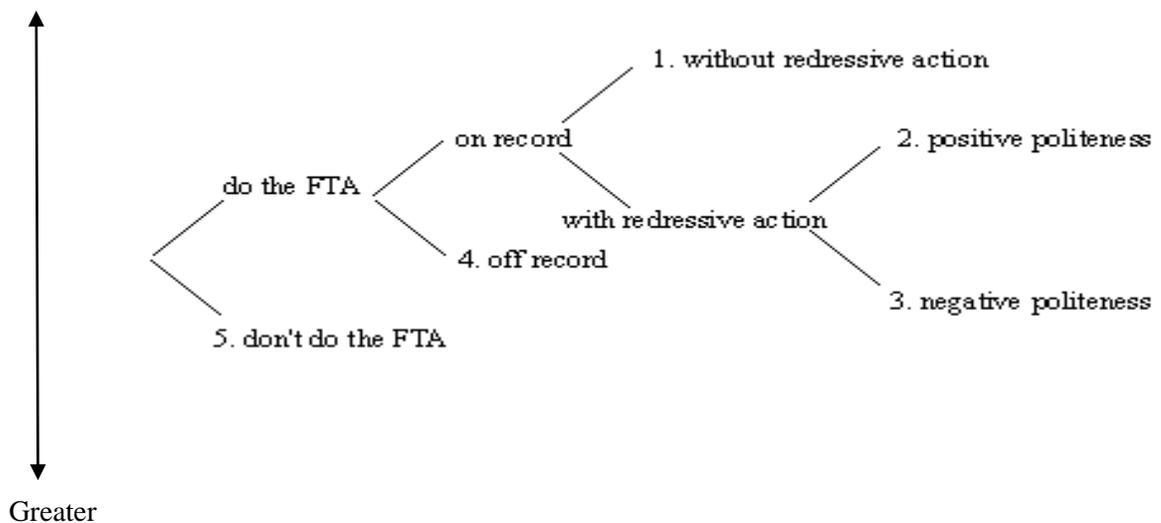 1. without redressive action
on record
2. positive politeness
do the FTA
with redressive action
4. off record
3. negative politeness
5. don't do the FTA
Greater